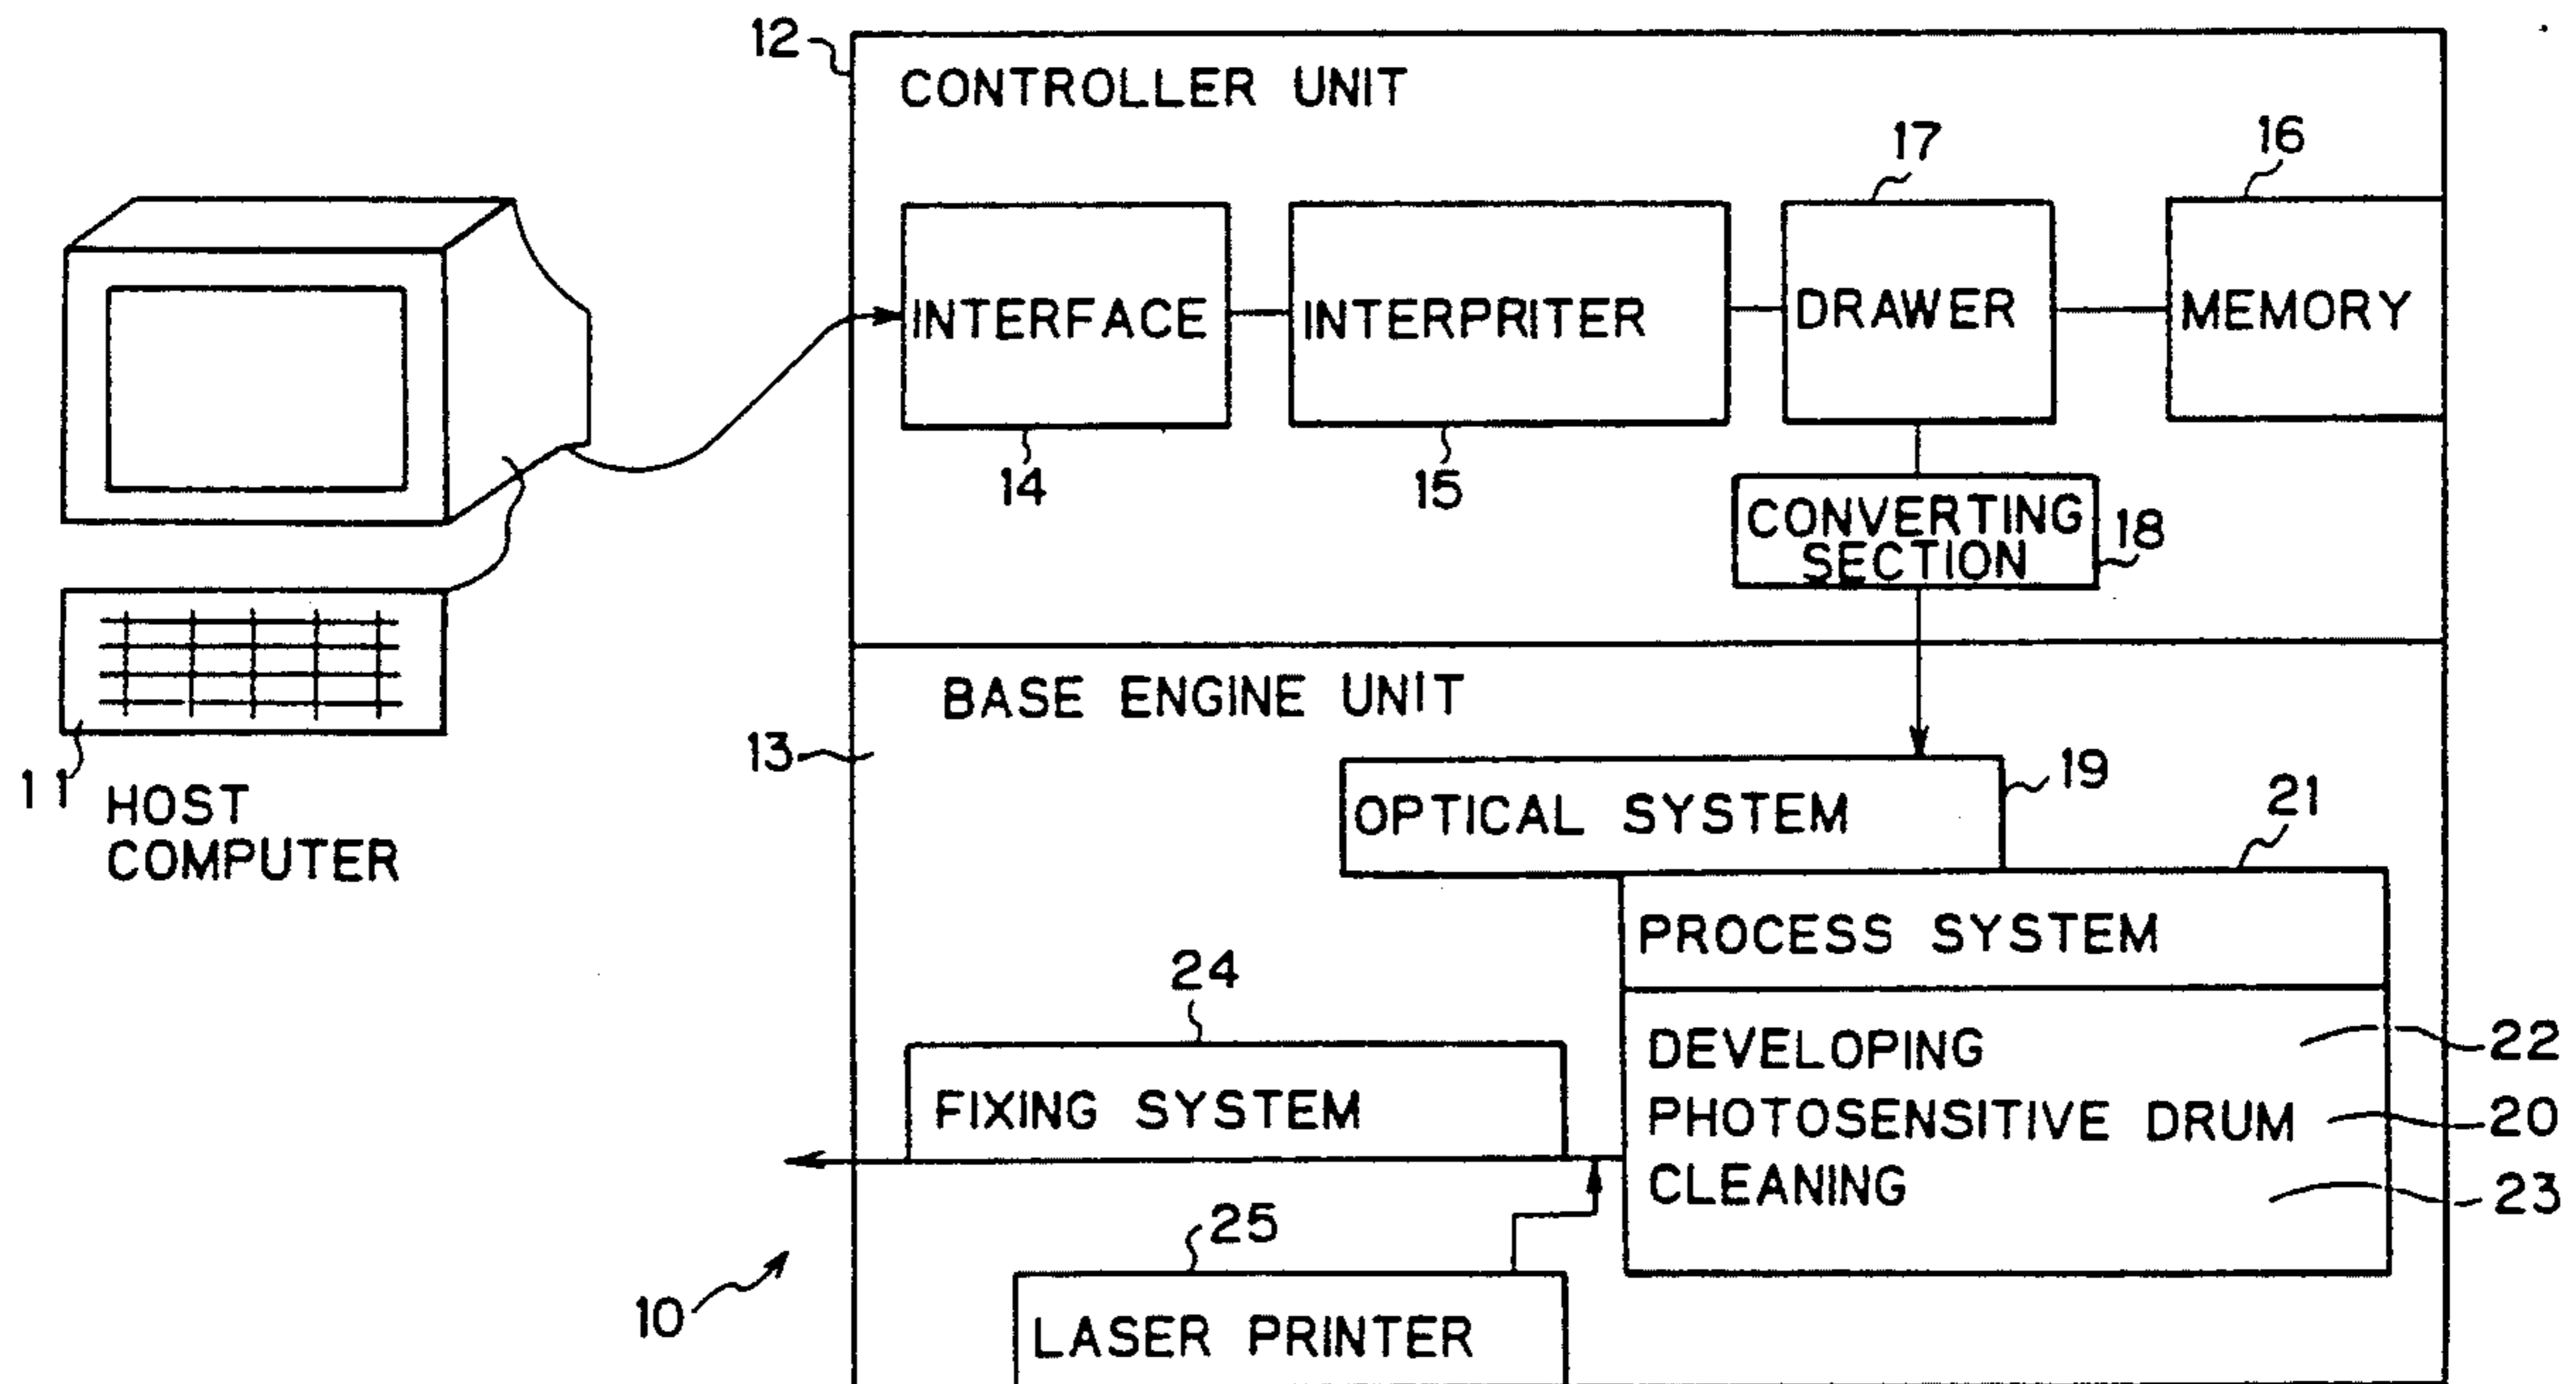 12
CONTROLLER UNIT
17
16
INTERFACE
INTERPRITER
DRAWER
MEMORY
14
15
CONVERTING
SECTION
18
BASE ENGINE UNIT
13
11
HOST
COMPUTER
19
OPTICAL SYSTEM
21
PROCESS SYSTEM
24
FIXING SYSTEM
DEVELOPING
22
PHOTOSENSITIVE DRUM
20
CLEANING
23
25
10
LASER PRINTER